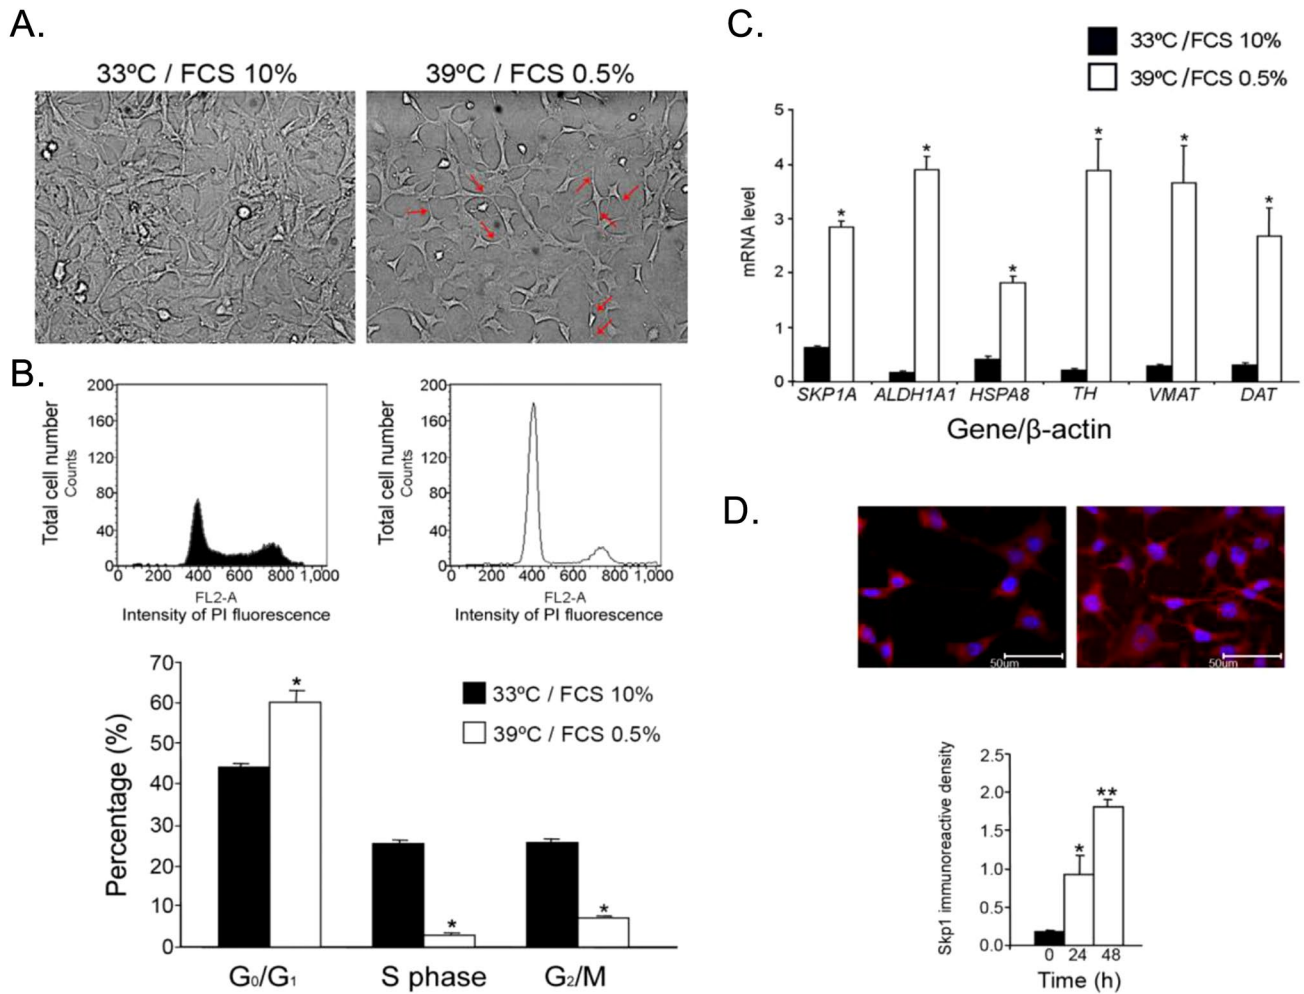 A.
33ºC / FCS 10%
39ºC / FCS 0.5%
B.
200
160
120
80
40
0
Total cell number
Counts
0 200 400 600 800 1,000
FL2-A
Intensity of PI fluorescence
200
160
120
80
40
0
Total cell number
Counts
0 200 400 600 800 1,000
FL2-A
Intensity of PI fluorescence
70
60
50
40
30
20
10
0
Percentage (%)
*
*
*
33ºC / FCS 10%
39ºC / FCS 0.5%
G0/G1
S phase
G2/M
C.
33ºC /FCS 10%
39ºC /FCS 0.5%
5
4
3
2
1
0
mRNA level
*
*
*
*
*
*
SKP1A ALDH1A1 HSPA8 TH VMAT DAT
Gene/β-actin
D.
50um
50um
2.5
2.0
1.5
1.0
0.5
0.0
Skp1 immunoreactive density
*
**
0 24 48
Time (h)